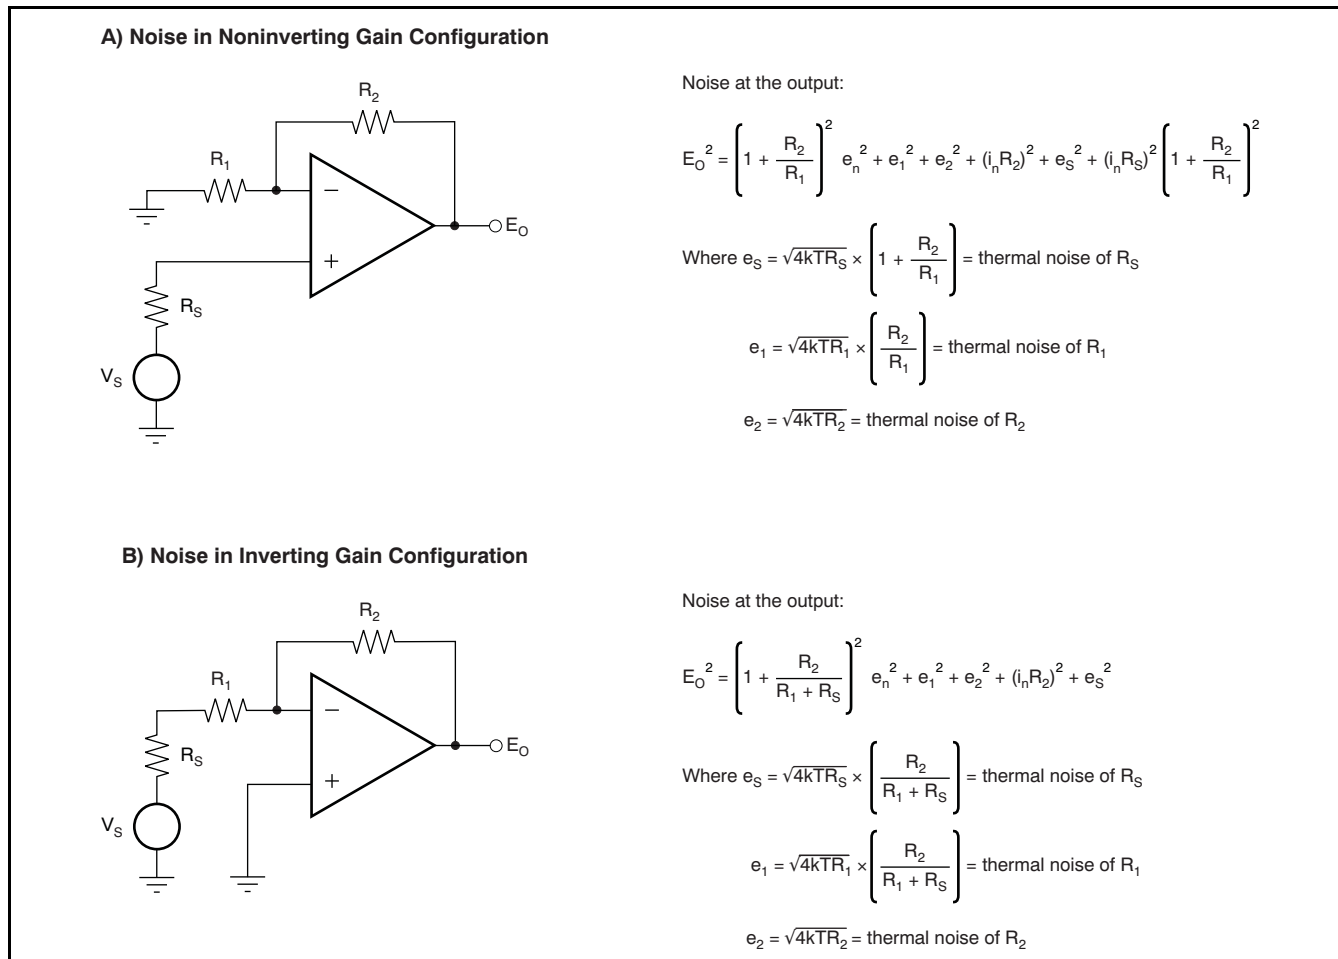 A) Noise in Noninverting Gain Configuration
R2
R1
−
+
EO
RS
VS
Noise at the output:
EO² = [1 + R2/R1]² en² + e1² + e2² + (inR2)² + eS² + (inRS)² [1 + R2/R1]²
Where eS = √4kTRS × [1 + R2/R1] = thermal noise of RS
e1 = √4kTR1 × [R2/R1] = thermal noise of R1
e2 = √4kTR2 = thermal noise of R2
B) Noise in Inverting Gain Configuration
R2
R1
−
+
EO
RS
VS
Noise at the output:
EO² = [1 + R2/(R1 + RS)]² en² + e1² + e2² + (inR2)² + eS²
Where eS = √4kTRS × [R2/(R1 + RS)] = thermal noise of RS
e1 = √4kTR1 × [R2/(R1 + RS)] = thermal noise of R1
e2 = √4kTR2 = thermal noise of R2